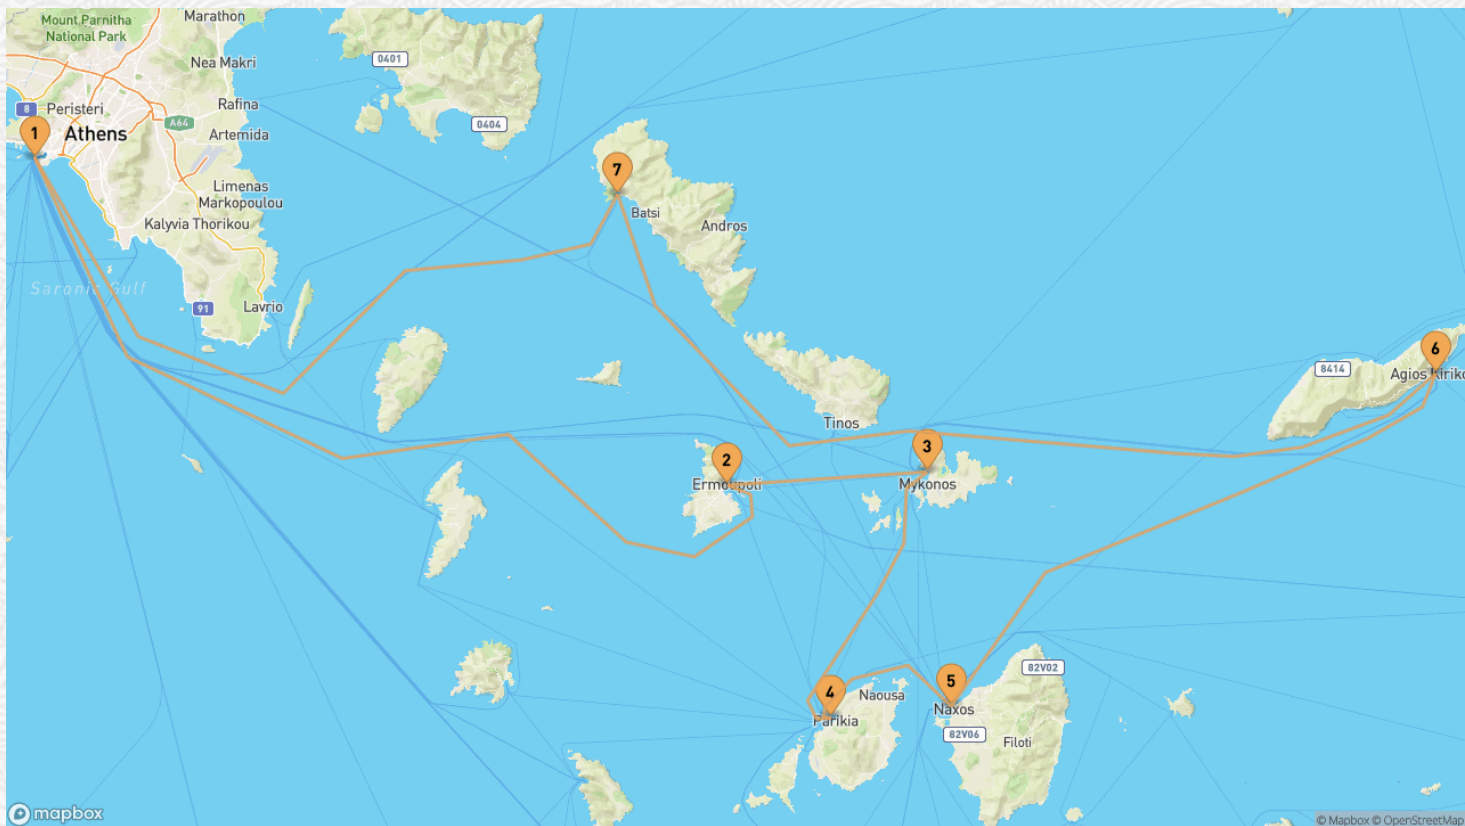 Marathon
Mount Parnitha
National Park
Nea Makri
0401
Rafina
8
Peristeri
A64
0404
1
Athens
Artemida
7
Limenas
Markopoulou
Batsi
Kalyvia Thorikou
Andros
Saronic Gulf
91
Lavrio
6
8414
Agios Kiriko
Tinos
3
2
Ermoupoli
Mykonos
82V02
5
4
Naousa
Naxos
Parikia
82V06
Filoti
mapbox
© Mapbox © OpenStreetMap